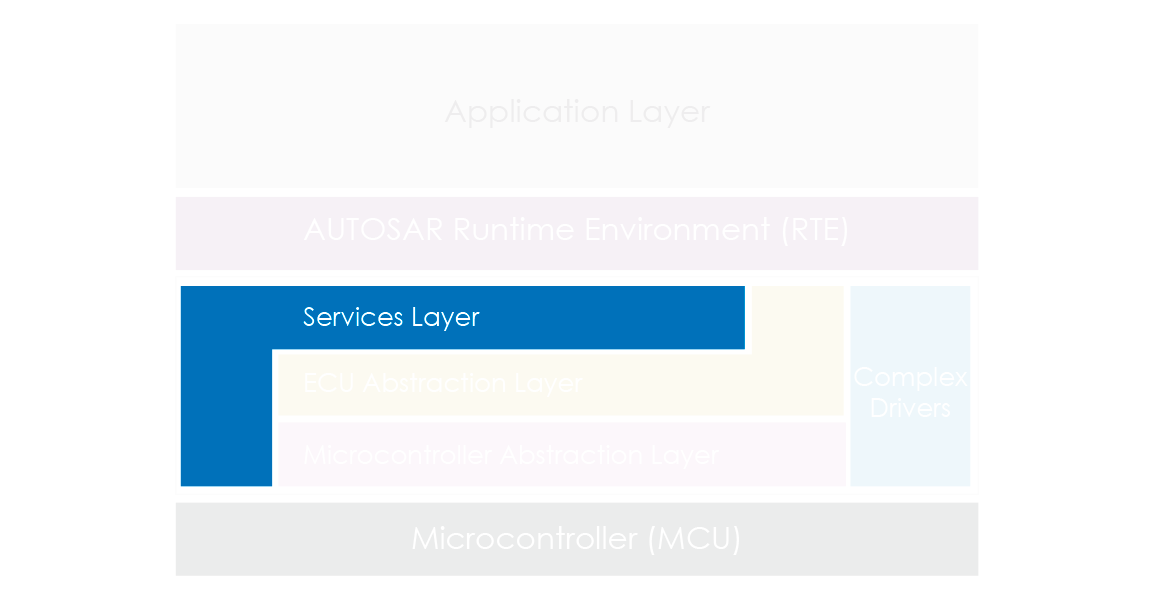 Application Layer
AUTOSAR Runtime Environment (RTE)
Services Layer
ECU Abstraction Layer
Complex
Drivers
Microcontroller Abstraction Layer
Microcontroller (MCU)